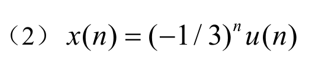 （2） x(n) = (−1/3)ⁿ u(n)